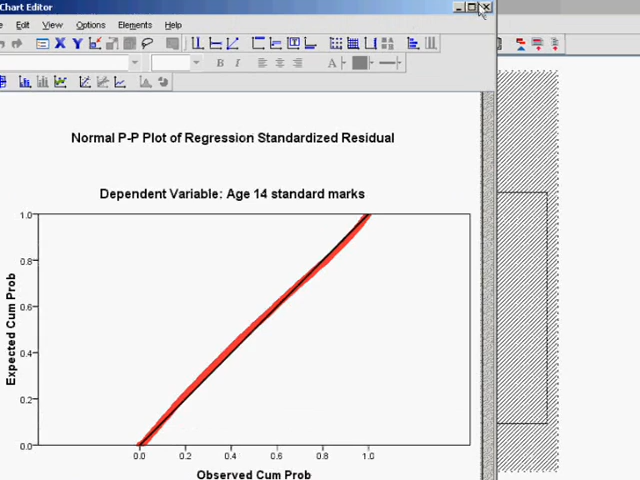 Chart Editor
Edit View Options Elements Help
X Y
B I A
Normal P-P Plot of Regression Standardized Residual
Dependent Variable: Age 14 standard marks
1.0
0.8
0.6
0.4
0.2
0.0
Expected Cum Prob
0.0 0.2 0.4 0.6 0.8 1.0
Observed Cum Prob